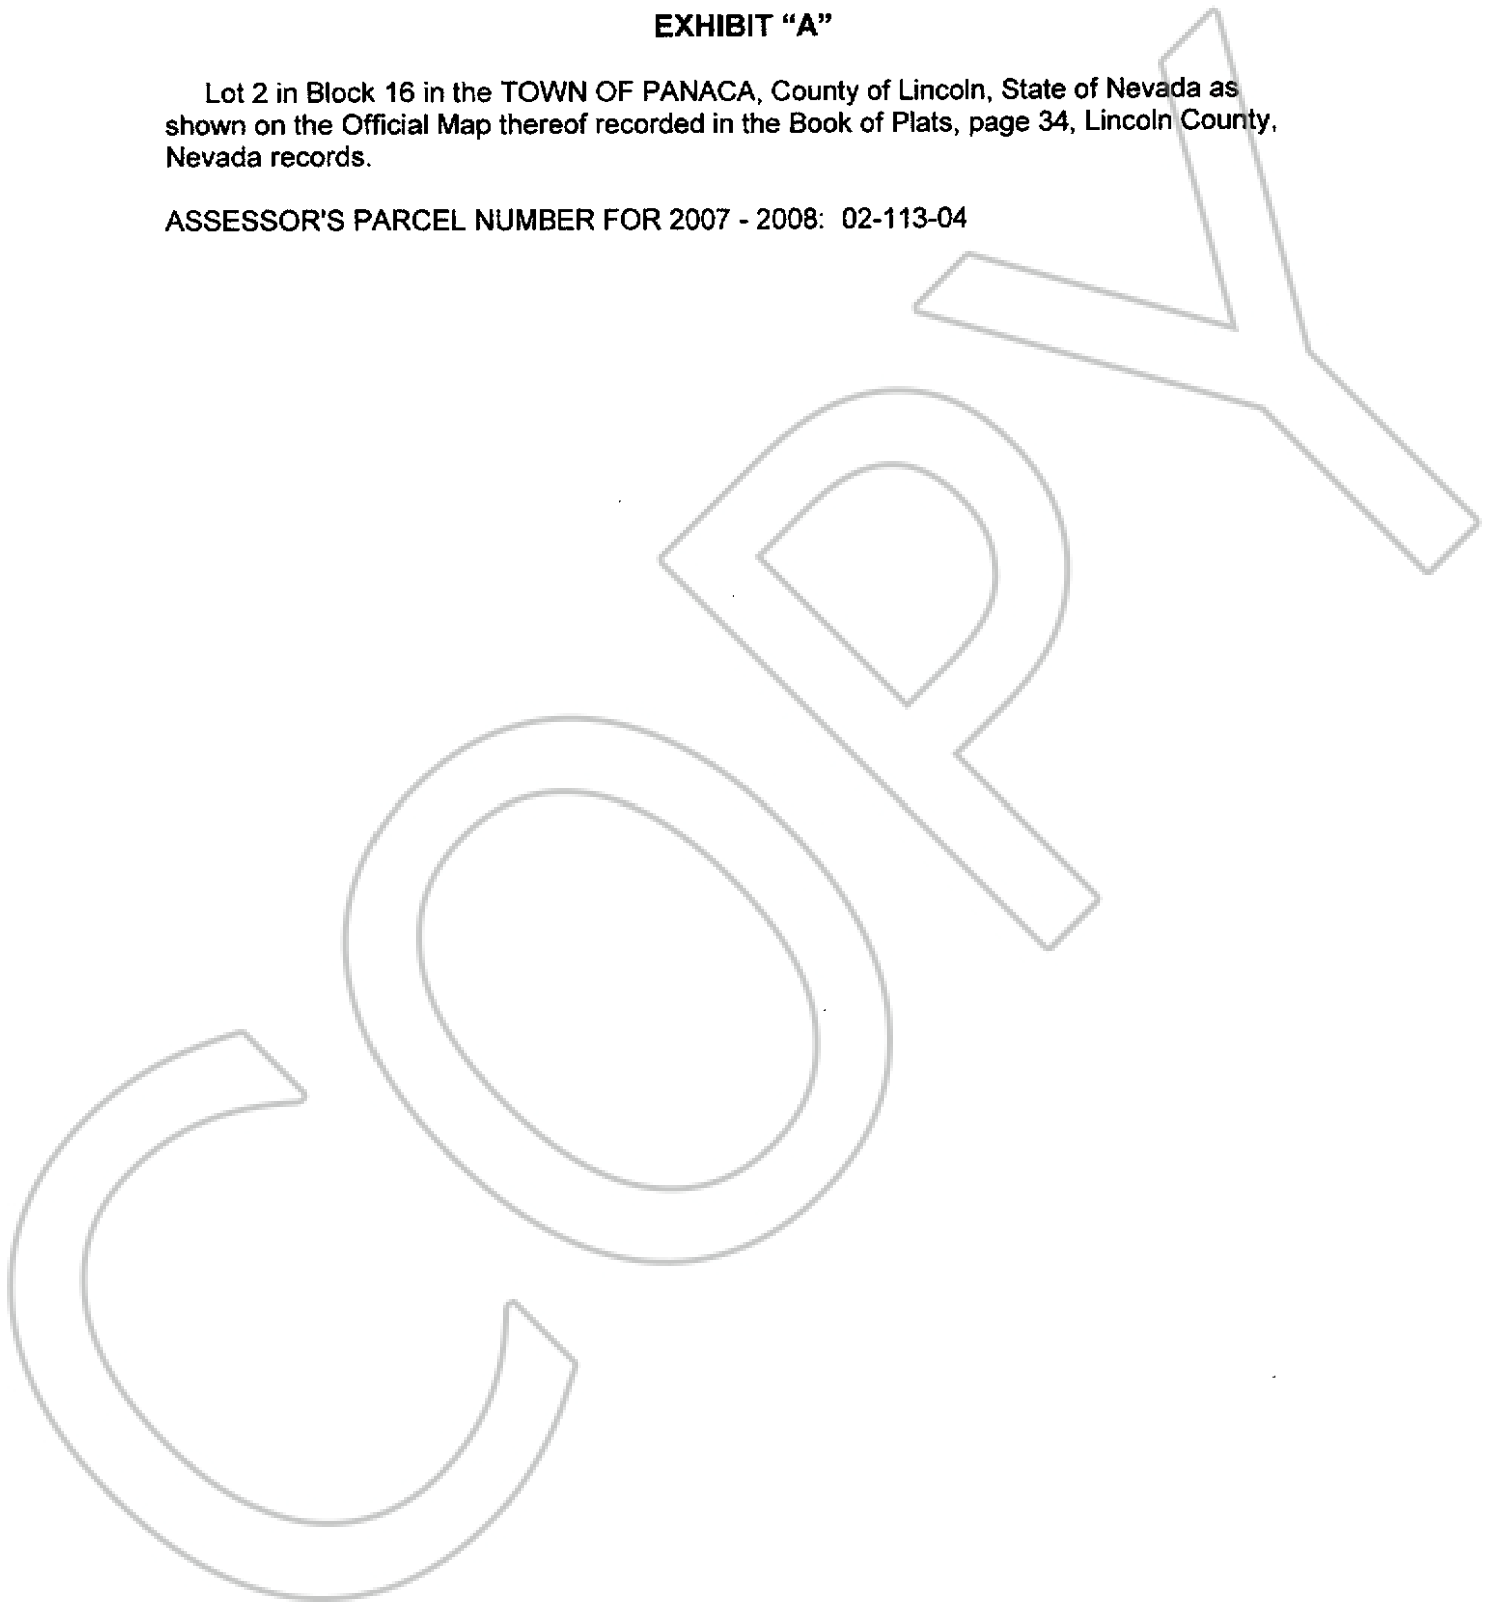 EXHIBIT “A”
Lot 2 in Block 16 in the TOWN OF PANACA, County of Lincoln, State of Nevada as
shown on the Official Map thereof recorded in the Book of Plats, page 34, Lincoln County,
Nevada records.
ASSESSOR'S PARCEL NUMBER FOR 2007 - 2008: 02-113-04
COPY